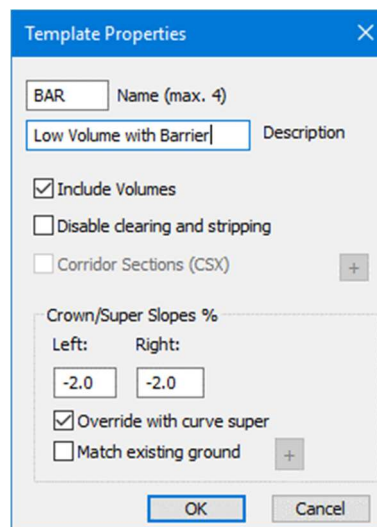 Template Properties
BAR Name (max. 4)
Low Volume with Barrier Description
Include Volumes
Disable clearing and stripping
Corridor Sections (CSX) +
Crown/Super Slopes %
Left: Right:
-2.0 -2.0
Override with curve super
Match existing ground +
OK Cancel